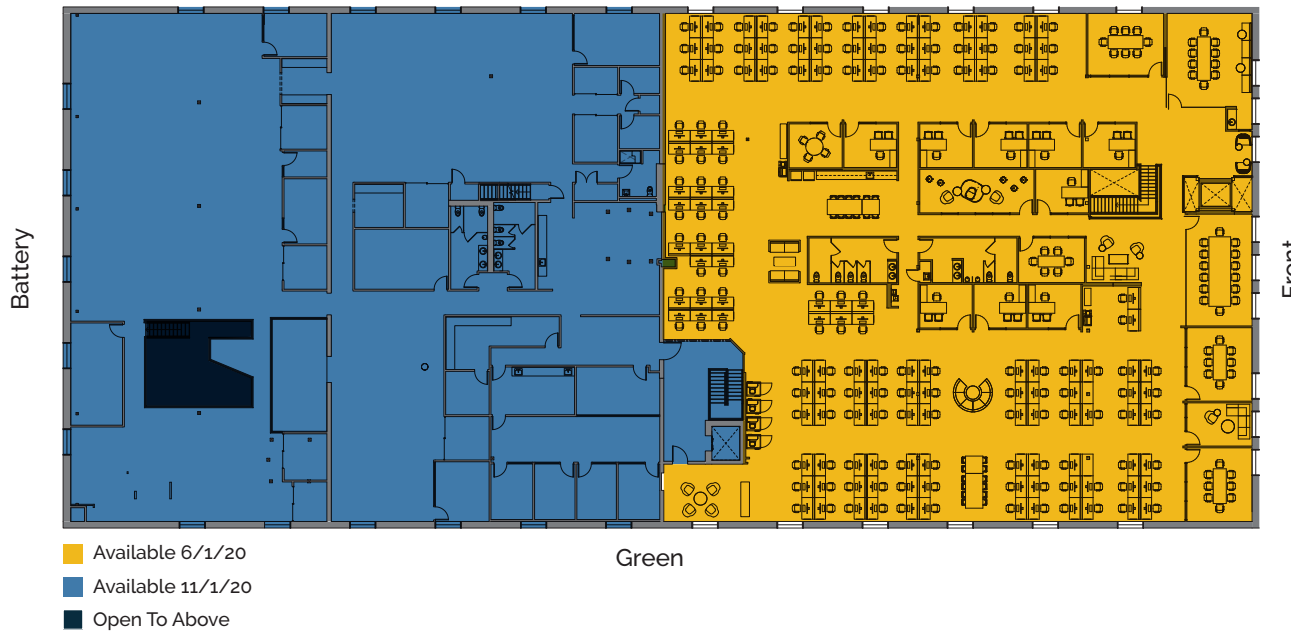 Battery
Front
Green
Available 6/1/20
Available 11/1/20
Open To Above